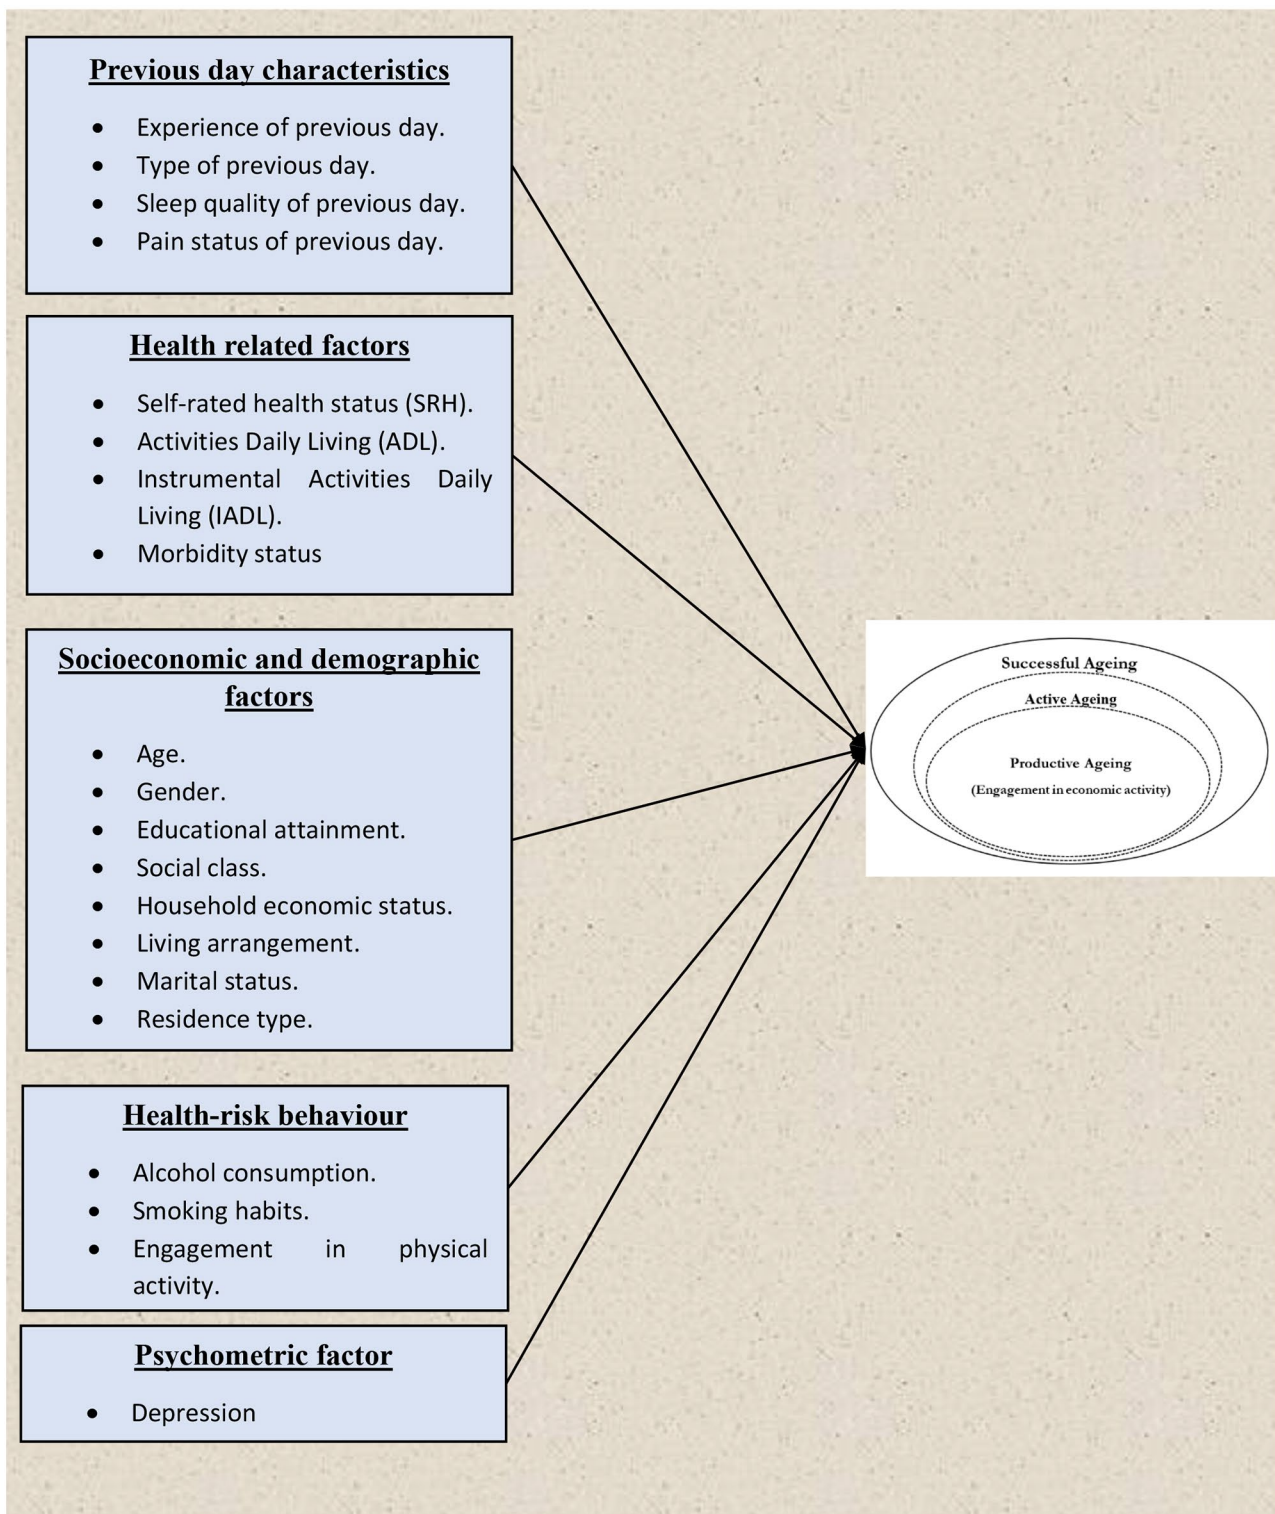 Previous day characteristics
• Experience of previous day.
• Type of previous day.
• Sleep quality of previous day.
• Pain status of previous day.
Health related factors
• Self-rated health status (SRH).
• Activities Daily Living (ADL).
• Instrumental Activities Daily
Living (IADL).
• Morbidity status
Socioeconomic and demographic
factors
• Age.
• Gender.
• Educational attainment.
• Social class.
• Household economic status.
• Living arrangement.
• Marital status.
• Residence type.
Health-risk behaviour
• Alcohol consumption.
• Smoking habits.
• Engagement in physical
activity.
Psychometric factor
• Depression
Successful Ageing
Active Ageing
Productive Ageing
(Engagement in economic activity)